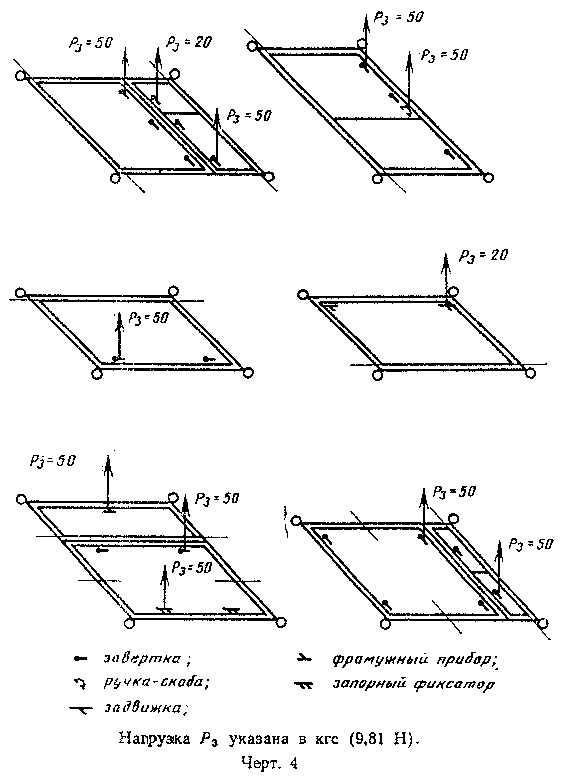 P₃=50
P₃=20
P₃=50
P₃=50
P₃=50
P₃=50
P₃=20
P₃=50
P₃=50
P₃=50
P₃=50
P₃=50
завертка;
ручка-скоба;
задвижка;
фрамужный прибор;
запорный фиксатор
Нагрузка P₃ указана в кгс (9,81 Н).
Черт. 4